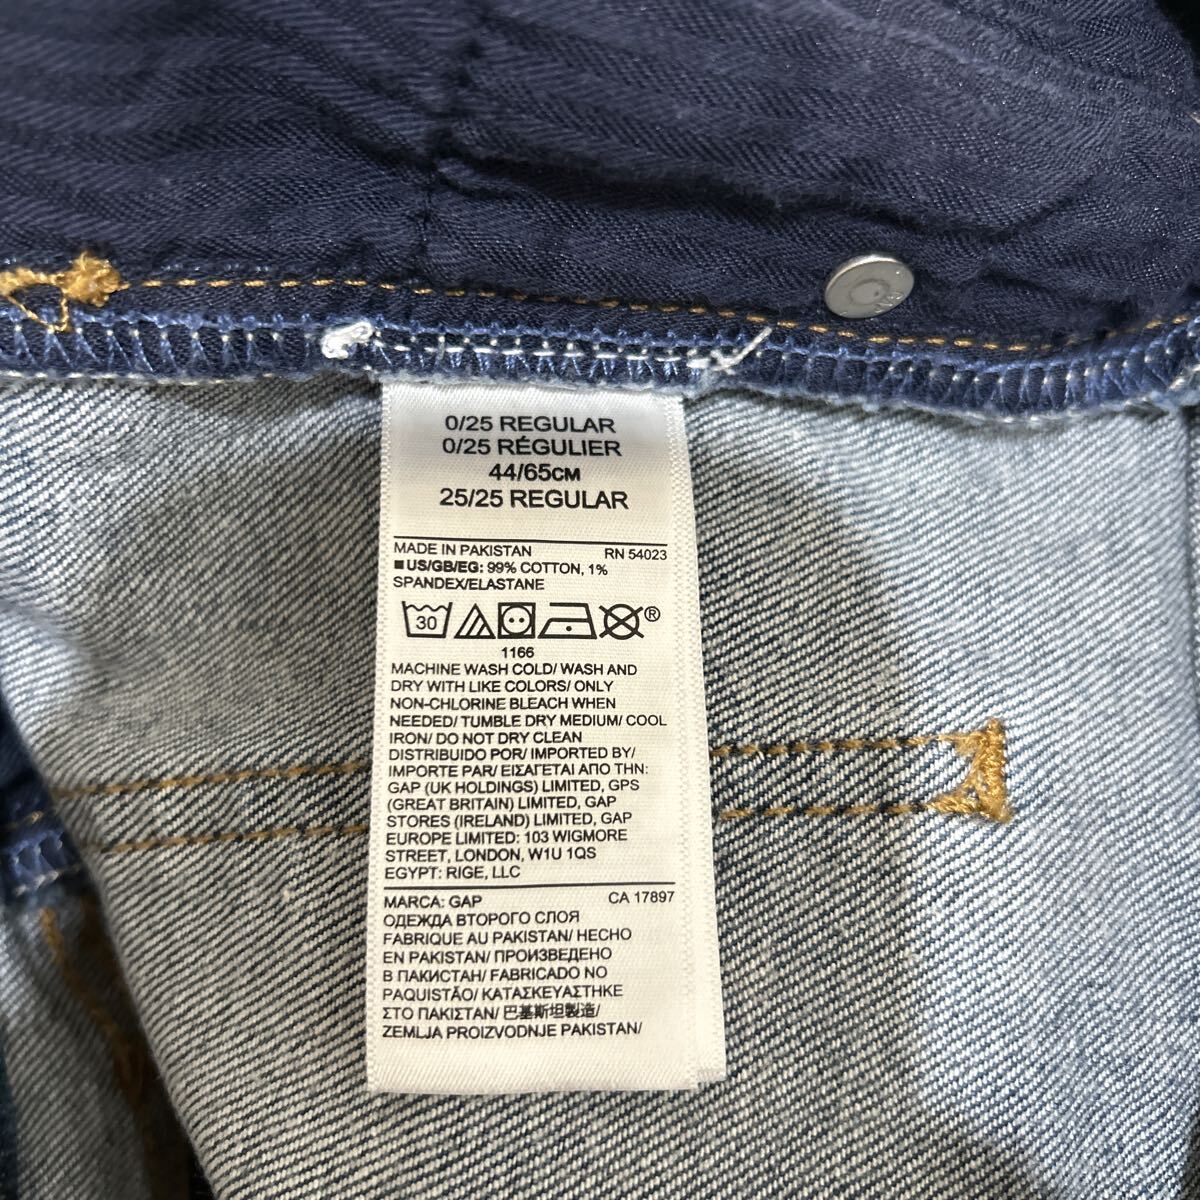 0/25 REGULAR
0/25 RÉGULIER
44/65CM
25/25 REGULAR
MADE IN PAKISTAN RN 54023
■US/GB/EG: 99% COTTON, 1%
SPANDEX/ELASTANE
30 ®
1166
MACHINE WASH COLD/ WASH AND
DRY WITH LIKE COLORS/ ONLY
NON-CHLORINE BLEACH WHEN
NEEDED/ TUMBLE DRY MEDIUM/ COOL
IRON/ DO NOT DRY CLEAN
DISTRIBUIDO POR/ IMPORTED BY/
IMPORTE PAR/ ΕΙΣΑΓΕΤΑΙ ΑΠΟ ΤΗΝ:
GAP (UK HOLDINGS) LIMITED, GPS
(GREAT BRITAIN) LIMITED, GAP
STORES (IRELAND) LIMITED, GAP
EUROPE LIMITED: 103 WIGMORE
STREET, LONDON, W1U 1QS
EGYPT: RIGE, LLC
MARCA: GAP CA 17897
ОДЕЖДА ВТОРОГО СЛОЯ
FABRIQUE AU PAKISTAN/ HECHO
EN PAKISTAN/ ПРОИЗВЕДЕНО
В ПАКИСТАН/ FABRICADO NO
PAQUISTÃO/ ΚΑΤΑΣΚΕΥΑΣΤΗΚΕ
ΣΤΟ ΠΑΚΙΣΤΑΝ/ 巴基斯坦製造/
ZEMLJA PROIZVODNJE PAKISTAN/